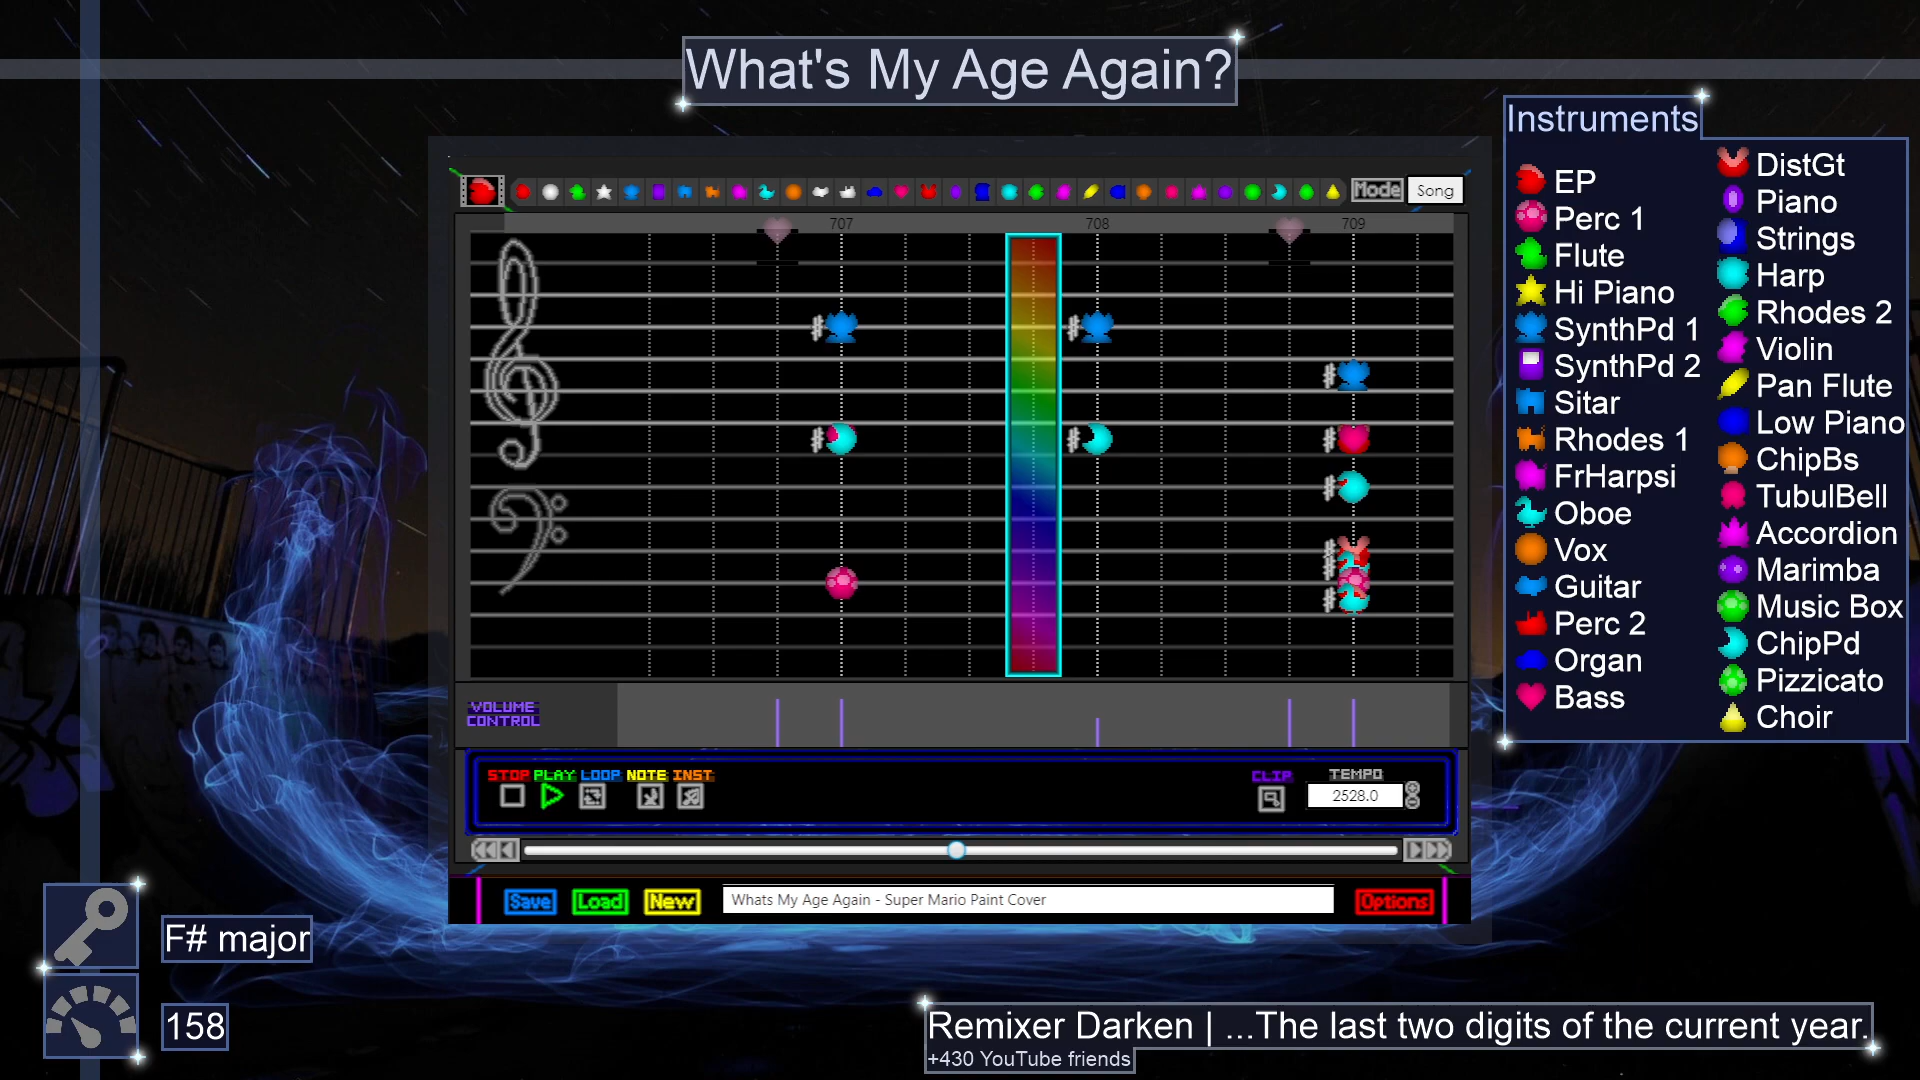 What's My Age Again?
Instruments
EP
Perc 1
Flute
Hi Piano
SynthPd 1
SynthPd 2
Sitar
Rhodes 1
FrHarpsi
Oboe
Vox
Guitar
Perc 2
Organ
Bass
DistGt
Piano
Strings
Harp
Rhodes 2
Violin
Pan Flute
Low Piano
ChipBs
TubulBell
Accordion
Marimba
Music Box
ChipPd
Pizzicato
Choir
Mode Song
707 708 709
VOLUME
CONTROL
STOP PLAY LOOP NOTE INST CLIP TEMPO
2528.0
Save Load New Whats My Age Again - Super Mario Paint Cover Options
F# major
158
Remixer Darken | ...The last two digits of the current year.
+430 YouTube friends